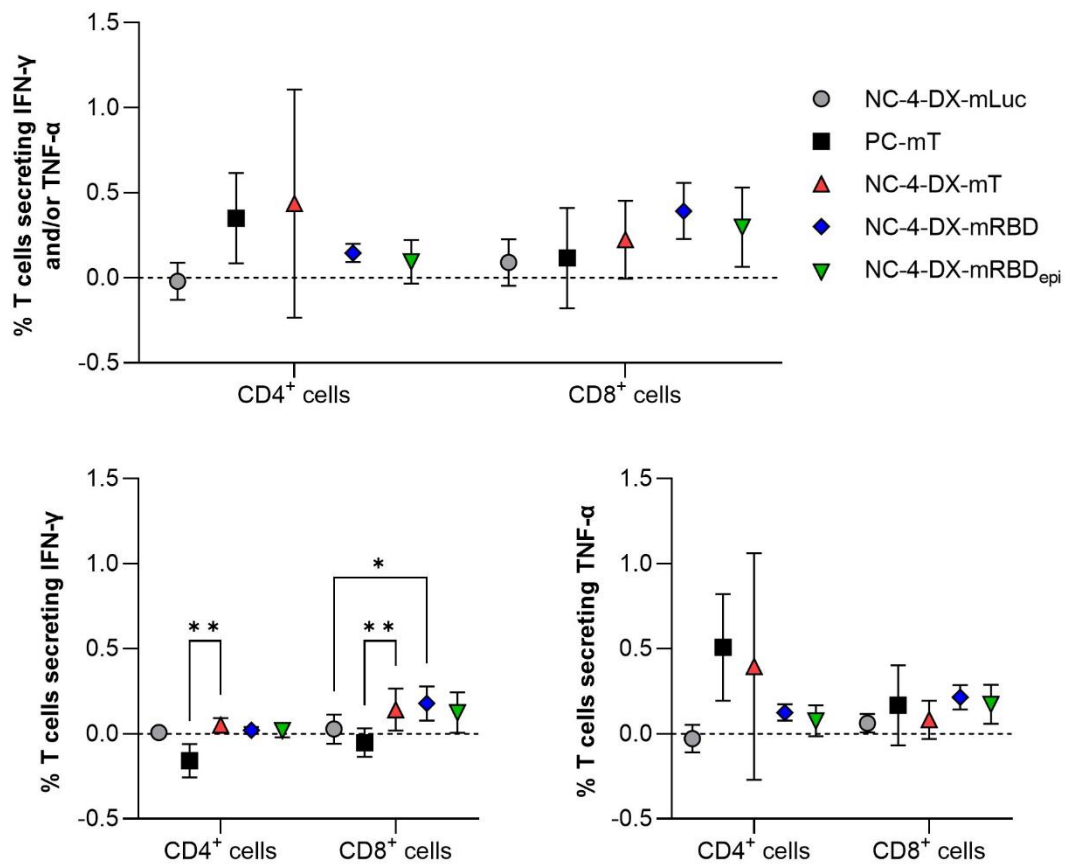 % T cells secreting IFN-γ
and/or TNF-α
1.5
1.0
0.5
0.0
-0.5
CD4⁺ cells
CD8⁺ cells
NC-4-DX-mLuc
PC-mT
NC-4-DX-mT
NC-4-DX-mRBD
NC-4-DX-mRBDₑₚᵢ
% T cells secreting IFN-γ
1.5
1.0
0.5
0.0
-0.5
**
*
**
CD4⁺ cells
CD8⁺ cells
% T cells secreting TNF-α
1.5
1.0
0.5
0.0
-0.5
CD4⁺ cells
CD8⁺ cells